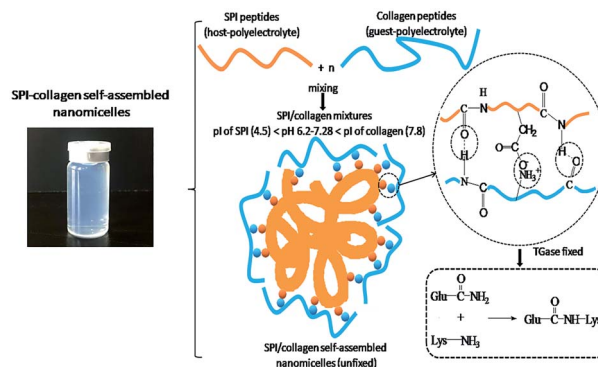 SPI peptides
(host-polyelectrolyte)
Collagen peptides
(guest-polyelectrolyte)
+ n
mixing
SPI/collagen mixtures
pI of SPI (4.5) < pH 6.2-7.28 < pI of collagen (7.8)
SPI-collagen self-assembled
nanomicelles
SPI/collagen self-assembled
nanomicelles (unfixed)
H
O
C
N
C
O
N
CH₂
C
O
O
H
H
O⁻
NH₃⁺
N
C
O
C
O
TGase fixed
O
Glu—C—NH₂
+
Lys—NH₃
O
Glu—C—NH-Lys